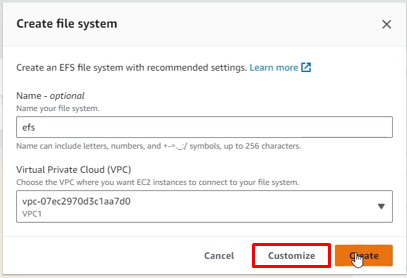 Create file system
Create an EFS file system with recommended settings. Learn more
Name - optional
Name your file system.
efs
Name can include letters, numbers, and +-=._:/ symbols, up to 256 characters.
Virtual Private Cloud (VPC)
Choose the VPC where you want EC2 instances to connect to your file system.
vpc-07ec2970d3c1aa7d0
VPC1
Cancel
Customize
Create